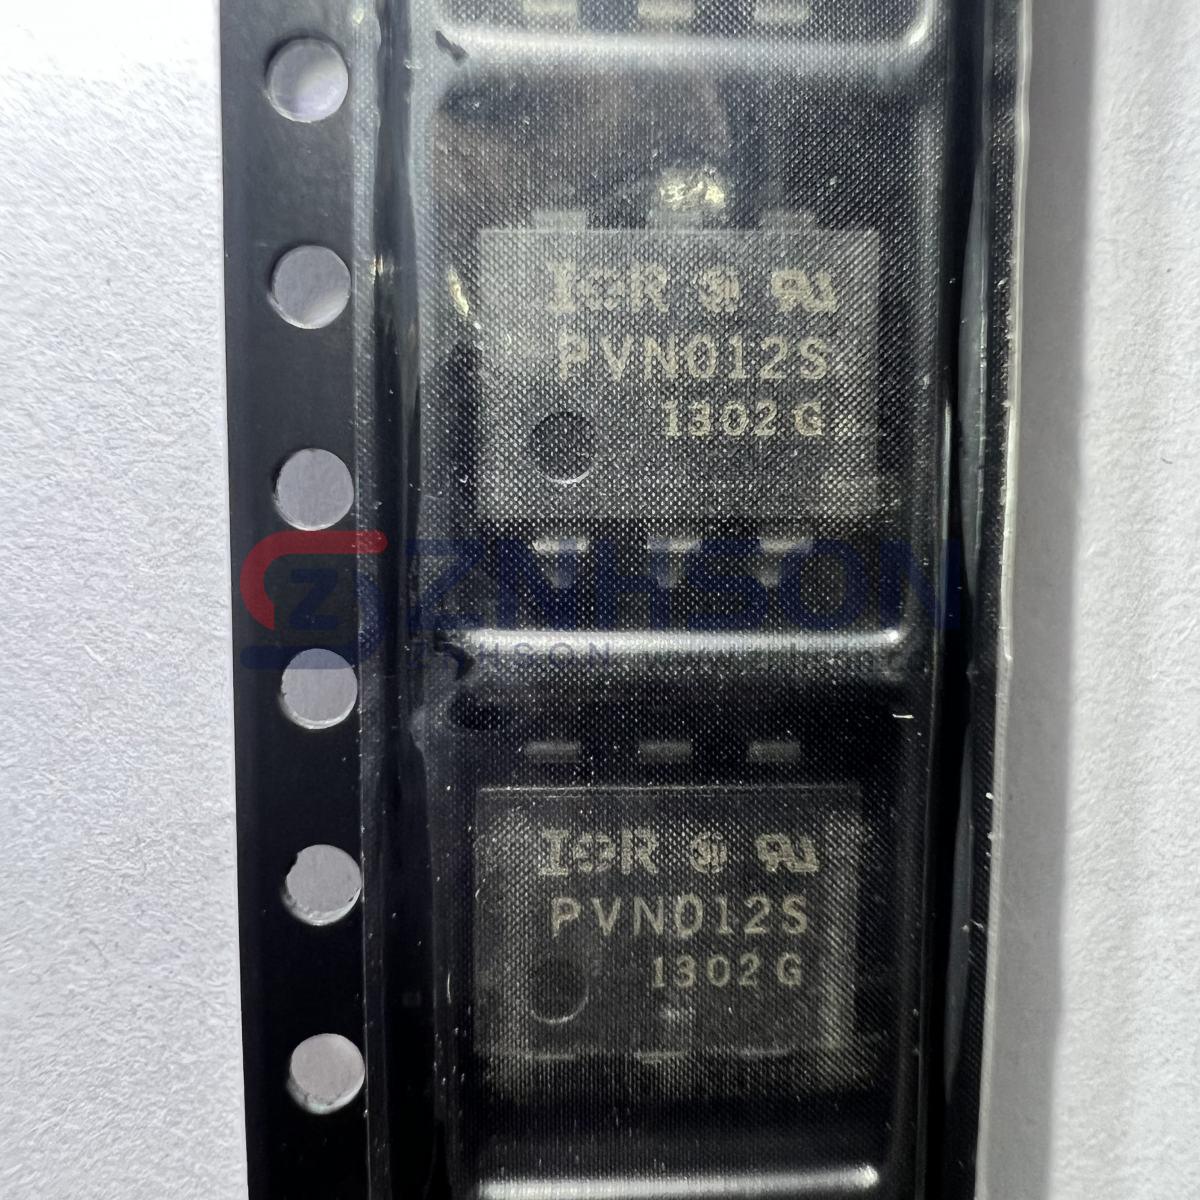 IOR
PVN012S
1302 G
ZNHSON
IOR
PVN012S
1302 G